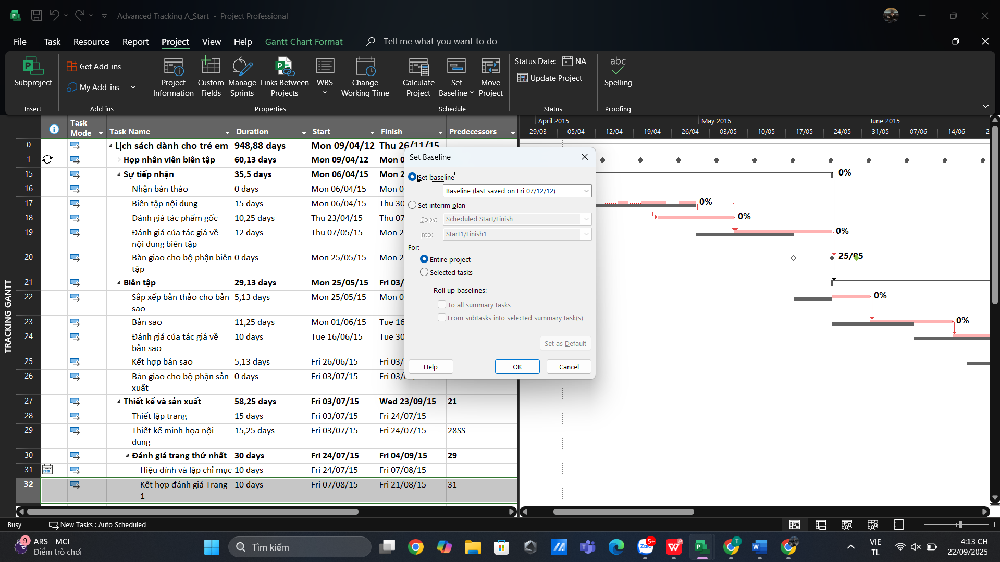 Advanced Tracking A_Start - Project Professional
File Task Resource Report Project View Help Gantt Chart Format Tell me what you want to do
Subproject
Insert
Get Add-ins
My Add-ins
Add-ins
Project Information
Custom Fields
Manage Sprints
Links Between Projects
WBS
Change Working Time
Properties
Calculate Project
Set Baseline
Move Project
Schedule
Status Date: NA
Update Project
Status
abc
Spelling
Proofing
TRACKING GANTT
Task Mode Task Name Duration Start Finish Predecessors
0 Lịch sách dành cho trẻ em 948,88 days Mon 09/04/12 Thu 26/11/15
1 Họp nhân viên biên tập 60,13 days Mon 09/04/12 Mon 0
15 Sự tiếp nhận 35,5 days Mon 06/04/15 Mon 2
16 Nhận bản thảo 0 days Mon 06/04/15 Mon 0
17 Biên tập nội dung 15 days Mon 06/04/15 Thu 30
18 Đánh giá tác phẩm gốc 10,25 days Thu 23/04/15 Thu 07
19 Đánh giá của tác giả về nội dung biên tập 12 days Thu 07/05/15 Mon 2
20 Bàn giao cho bộ phận biên tập 0 days Mon 25/05/15 Mon 2
21 Biên tập 29,13 days Mon 25/05/15 Fri 03/
22 Sắp xếp bản thảo cho bản sao 5,13 days Mon 25/05/15 Mon 0
23 Bản sao 11,25 days Mon 01/06/15 Tue 16
24 Đánh giá của tác giả về bản sao 10 days Tue 16/06/15 Tue 30
25 Kết hợp bản sao 5,13 days Fri 26/06/15 Fri 03/
26 Bàn giao cho bộ phận sản xuất 0 days Fri 03/07/15 Fri 03/
27 Thiết kế và sản xuất 58,25 days Fri 03/07/15 Wed 23/09/15 21
28 Thiết lập trang 15 days Fri 03/07/15 Fri 24/07/15
29 Thiết kế minh họa nội dung 15,25 days Fri 03/07/15 Fri 24/07/15 28SS
30 Đánh giá trang thứ nhất 30 days Fri 24/07/15 Fri 04/09/15 29
31 Hiệu đính và lập chỉ mục 10 days Fri 24/07/15 Fri 07/08/15
32 Kết hợp đánh giá Trang 1 10 days Fri 07/08/15 Fri 21/08/15 31
April 2015 May 2015 June 2015
29/03 05/04 12/04 19/04 26/04 03/05 10/05 17/05 24/05 31/05 07/06 14/06 2
0%
0%
0%
0%
25/05
0%
0%
Set Baseline
Set baseline
Baseline (last saved on Fri 07/12/12)
Set interim plan
Copy: Scheduled Start/Finish
Into: Start1/Finish1
For:
Entire project
Selected tasks
Roll up baselines:
To all summary tasks
From subtasks into selected summary task(s)
Set as Default
Help OK Cancel
Busy New Tasks : Auto Scheduled
9
ARS - MCI
Điểm trò chơi
Tìm kiếm
Zalo
5+
VIE
TL
4:13 CH
22/09/2025